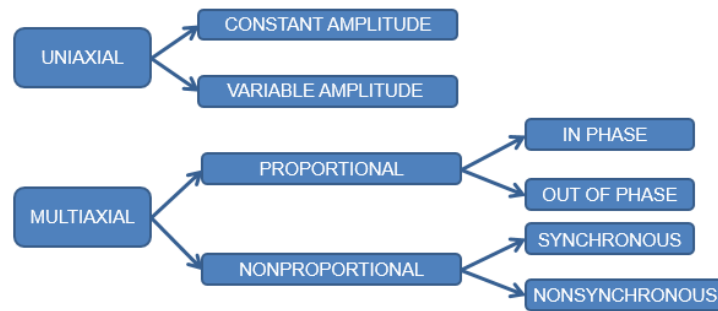 UNIAXIAL
CONSTANT AMPLITUDE
VARIABLE AMPLITUDE
MULTIAXIAL
PROPORTIONAL
IN PHASE
OUT OF PHASE
NONPROPORTIONAL
SYNCHRONOUS
NONSYNCHRONOUS